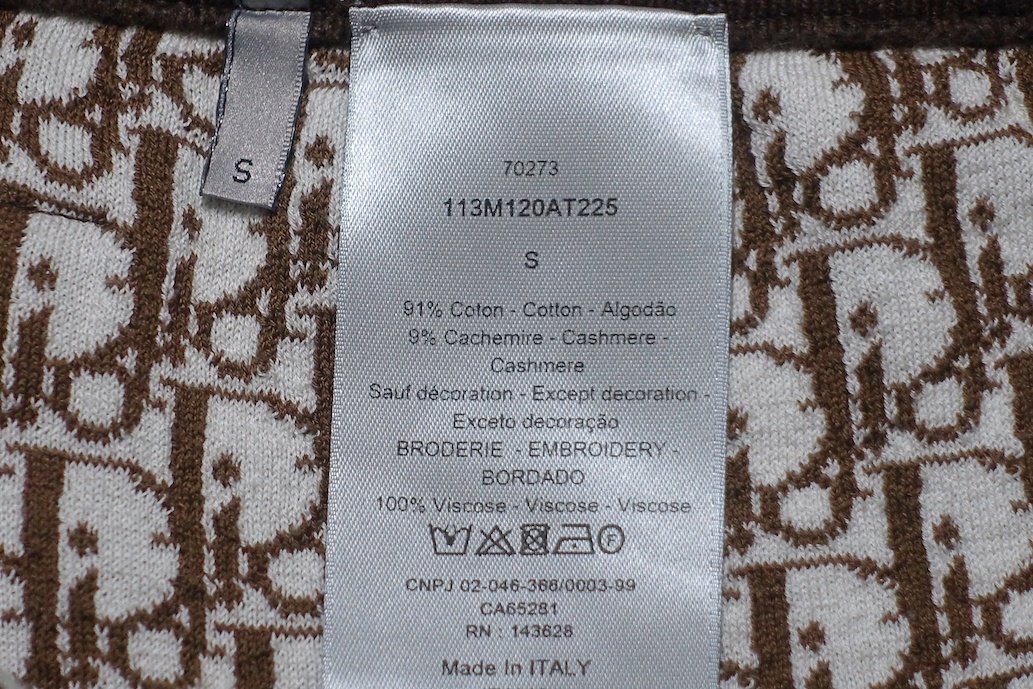 S
70273
113M120AT225
S
91% Coton - Cotton - Algodão
9% Cachemire - Cashmere -
Cashmere
Sauf décoration - Except decoration -
Exceto decoração
BRODERIE - EMBROIDERY -
BORDADO
100% Viscose - Viscose - Viscose
F
CNPJ 02-046-368/0003-99
CA65281
RN : 143628
Made In ITALY